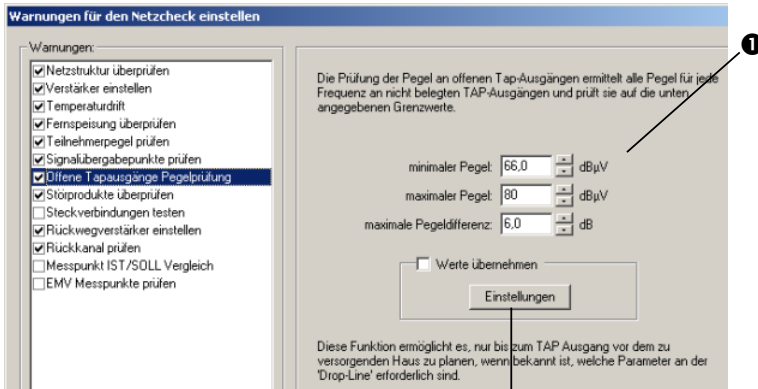 Warnungen für den Netzcheck einstellen
Warnungen:
Netzstruktur überprüfen
Verstärker einstellen
Temperaturdrift
Fernspeisung überprüfen
Teilnehmerpegel prüfen
Signalübergabepunkte prüfen
Offene Tapausgänge Pegelprüfung
Störprodukte überprüfen
Steckverbindungen testen
Rückwegverstärker einstellen
Rückkanal prüfen
Messpunkt IST/SOLL Vergleich
EMV Messpunkte prüfen
Die Prüfung der Pegel an offenen Tap-Ausgängen ermittelt alle Pegel für jede
Frequenz an nicht belegten TAP-Ausgängen und prüft sie auf die unten
angegebenen Grenzwerte.
minimaler Pegel: 66,0 dBµV
maximaler Pegel: 80 dBµV
maximale Pegeldifferenz: 6,0 dB
Werte übernehmen
Einstellungen
Diese Funktion ermöglicht es, nur bis zum TAP Ausgang vor dem zu
versorgenden Haus zu planen, wenn bekannt ist, welche Parameter an der
'Drop-Line' erforderlich sind.
❶